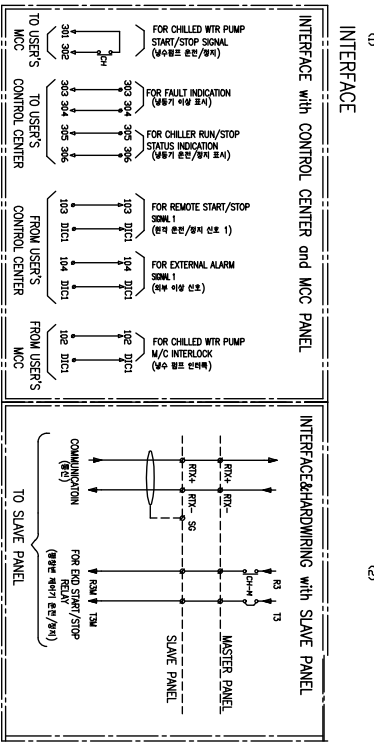 (1)
(2)
INTERFACE
INTERFACE with CONTROL CENTER and MCC PANEL
301
302
CH
FOR CHILLED WTR PUMP
START/STOP SIGNAL
(냉수펌프 운전/정지)
TO USER'S
MCC
303 303
304 304
FOR FAULT INDICATION
(냉동기 이상 표시)
305 305
306 306
FOR CHILLER RUN/STOP
STATUS INDICATION
(냉동기 운전/정지 표시)
TO USER'S
CONTROL CENTER
103 103
DIC1 DIC1
FOR REMOTE START/STOP
SIGNAL 1
(원격 운전/정지 신호 1)
104 104
DIC1 DIC1
FOR EXTERNAL ALARM
SIGNAL 1
(외부 이상 신호)
FROM USER'S
CONTROL CENTER
102 102
DIC1 DIC1
FOR CHILLED WTR PUMP
M/C INTERLOCK
(냉수 펌프 인터록)
FROM USER'S
MCC
INTERFACE&HARDWIRING with SLAVE PANEL
R3
T3
CH-M
RTX+ RTX-
MASTER PANEL
RTX+ RTX- SG
SLAVE PANEL
R3M T3M
COMMUNICATOIN
(통신)
FOR EXD START/STOP
RELAY
(팽창변 제어기 운전/정지)
TO SLAVE PANEL